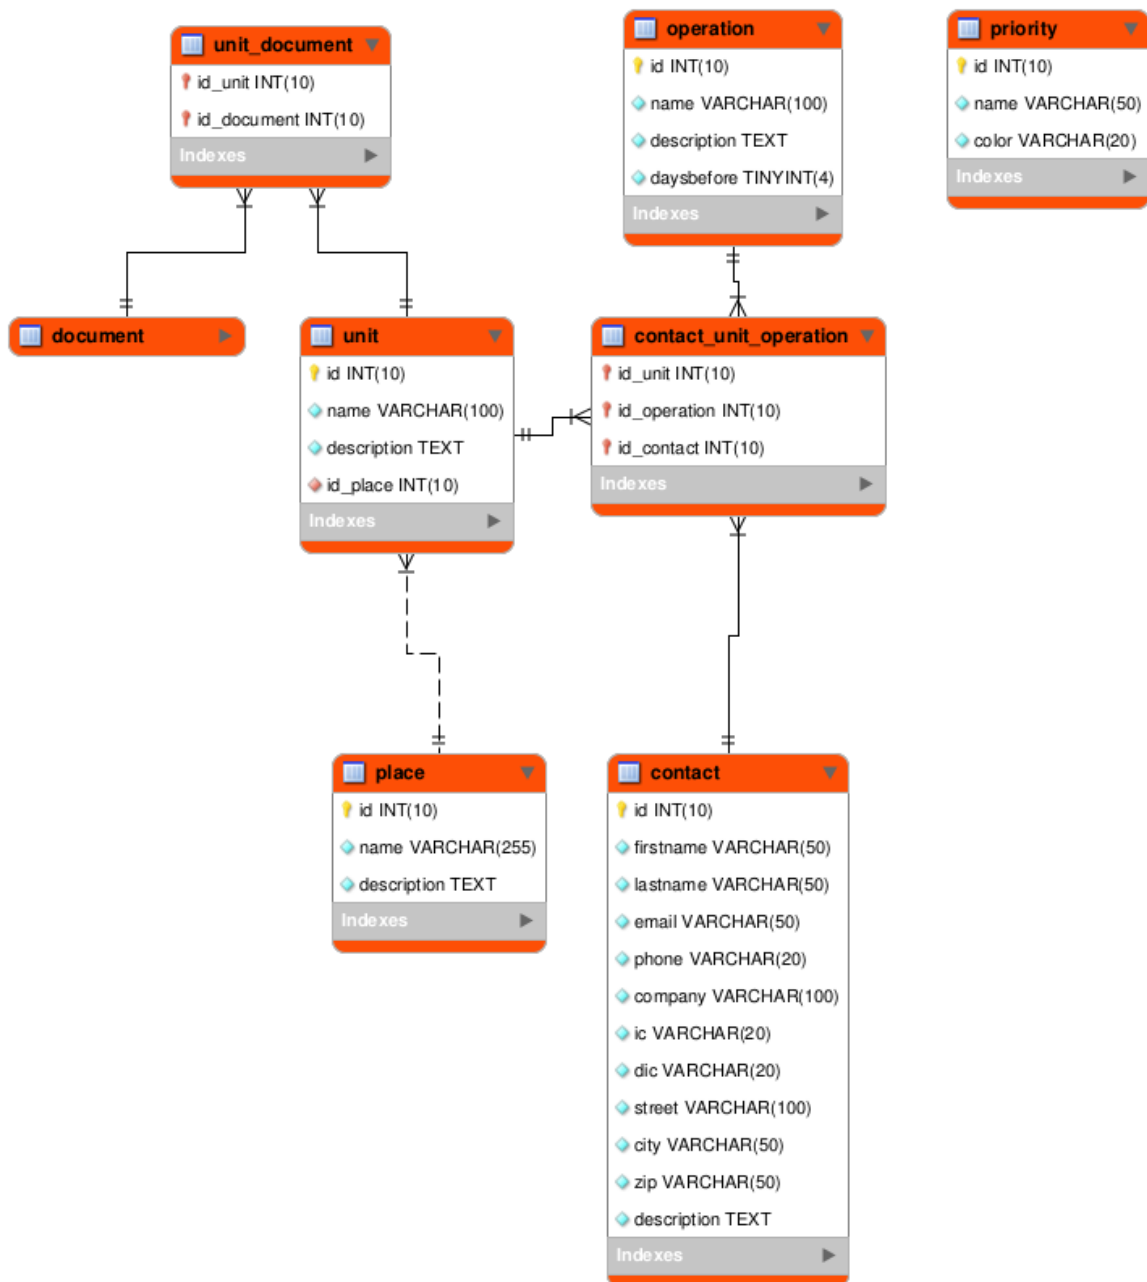 unit_document
id_unit INT(10)
id_document INT(10)
Indexes
operation
id INT(10)
name VARCHAR(100)
description TEXT
daysbefore TINYINT(4)
Indexes
priority
id INT(10)
name VARCHAR(50)
color VARCHAR(20)
Indexes
document
unit
id INT(10)
name VARCHAR(100)
description TEXT
id_place INT(10)
Indexes
contact_unit_operation
id_unit INT(10)
id_operation INT(10)
id_contact INT(10)
Indexes
place
id INT(10)
name VARCHAR(255)
description TEXT
Indexes
contact
id INT(10)
firstname VARCHAR(50)
lastname VARCHAR(50)
email VARCHAR(50)
phone VARCHAR(20)
company VARCHAR(100)
ic VARCHAR(20)
dic VARCHAR(20)
street VARCHAR(100)
city VARCHAR(50)
zip VARCHAR(50)
description TEXT
Indexes